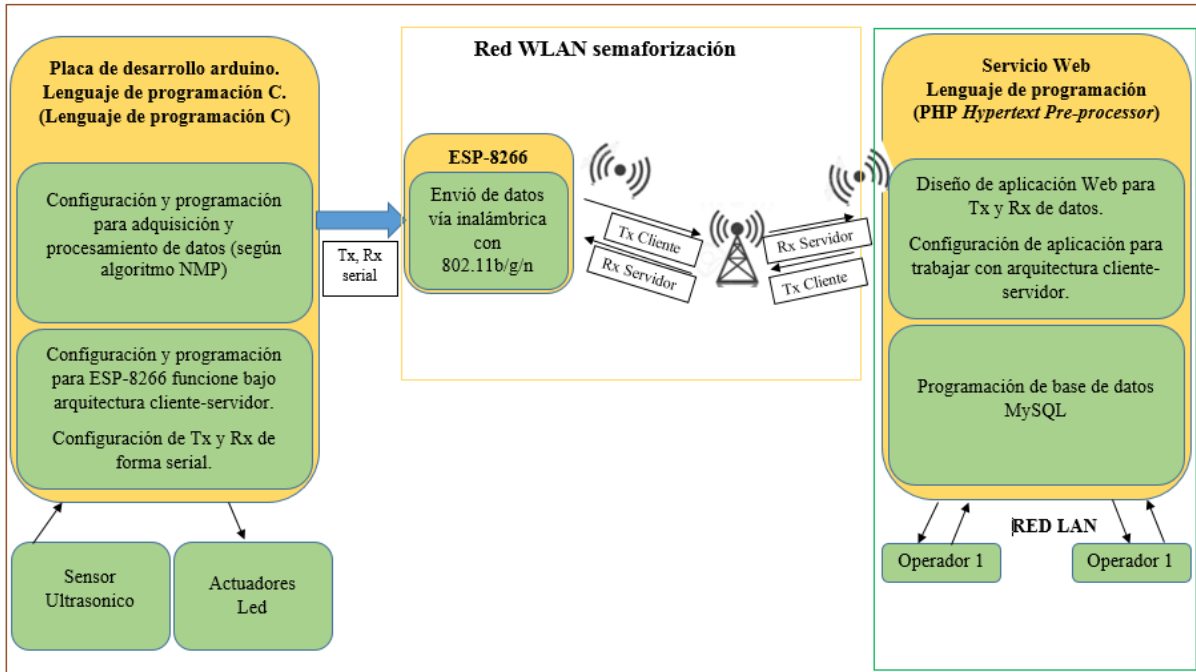 Placa de desarrollo arduino.
Lenguaje de programación C.
(Lenguaje de programación C)
Configuración y programación
para adquisición y
procesamiento de datos (según
algoritmo NMP)
Configuración y programación
para ESP-8266 funcione bajo
arquitectura cliente-servidor.
Configuración de Tx y Rx de
forma serial.
Sensor
Ultrasonico
Actuadores
Led
Tx, Rx
serial
Red WLAN semaforización
ESP-8266
Envió de datos
vía inalámbrica
con
802.11b/g/n
Tx Cliente
Rx Servidor
Rx Servidor
Tx Cliente
Servicio Web
Lenguaje de programación
(PHP Hypertext Pre-processor)
Diseño de aplicación Web para
Tx y Rx de datos.
Configuración de aplicación para
trabajar con arquitectura cliente-
servidor.
Programación de base de datos
MySQL
RED LAN
Operador 1
Operador 1